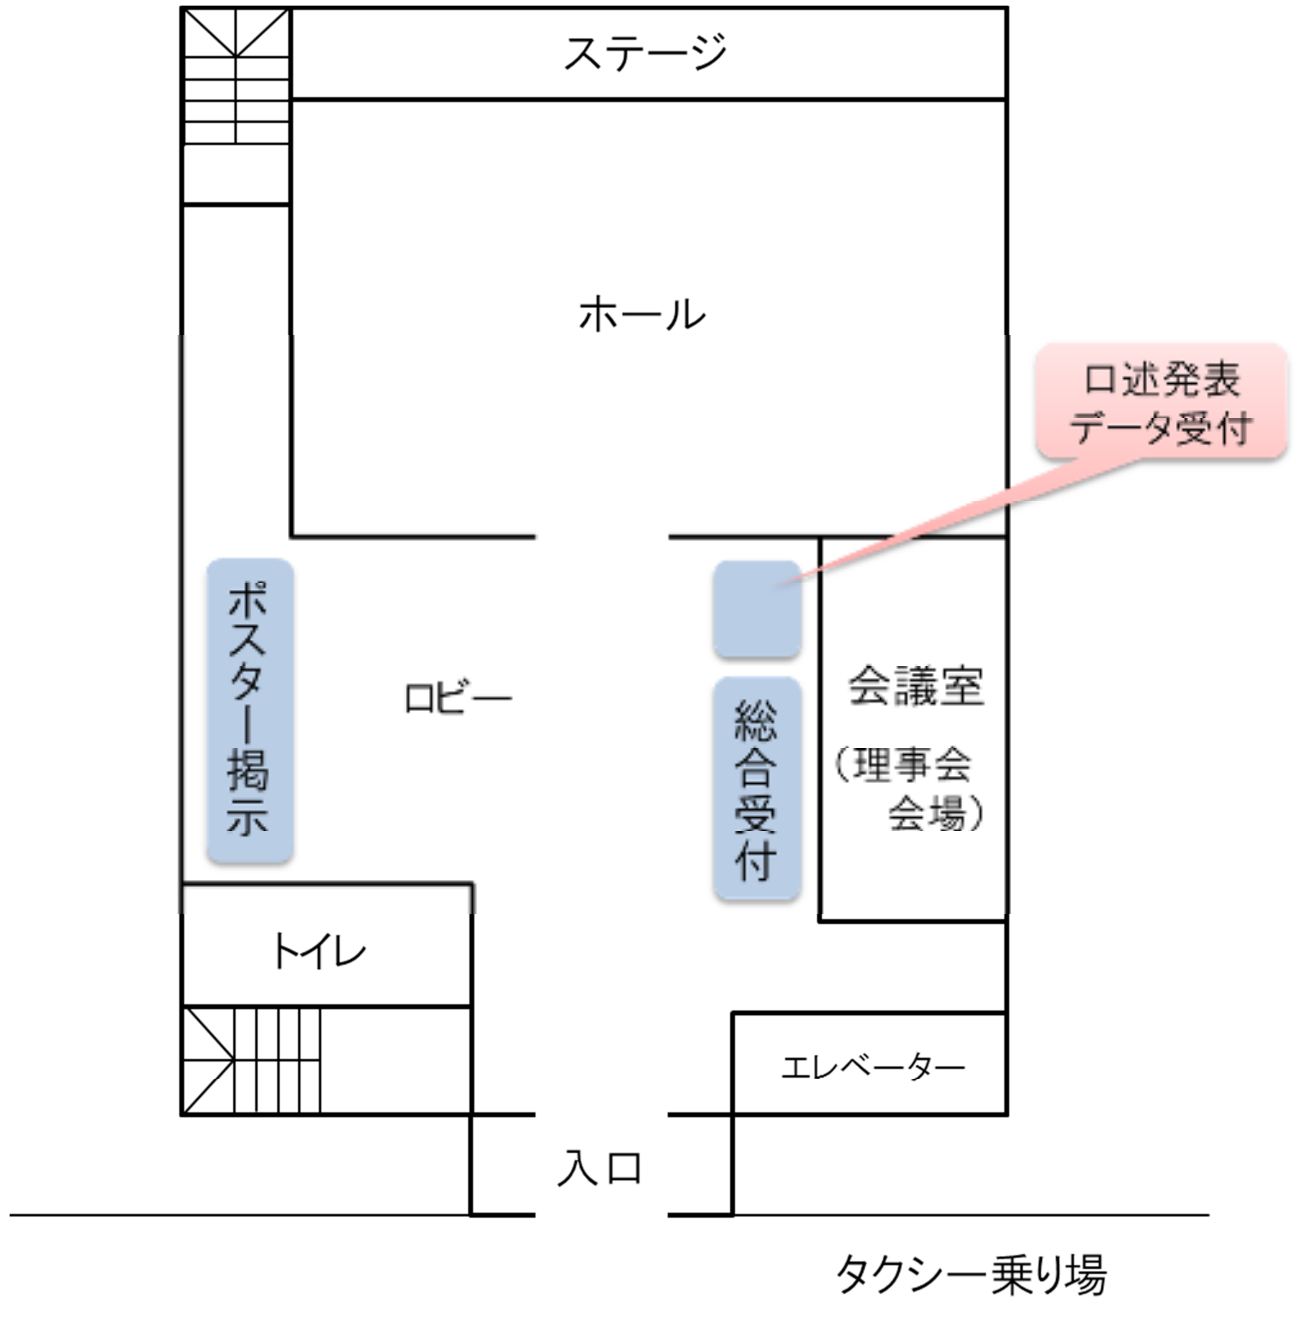 ステージ
ホール
口述発表
データ受付
ポスター掲示
ロビー
総合受付
会議室
（理事会
会場）
トイレ
エレベーター
入口
タクシー乗り場